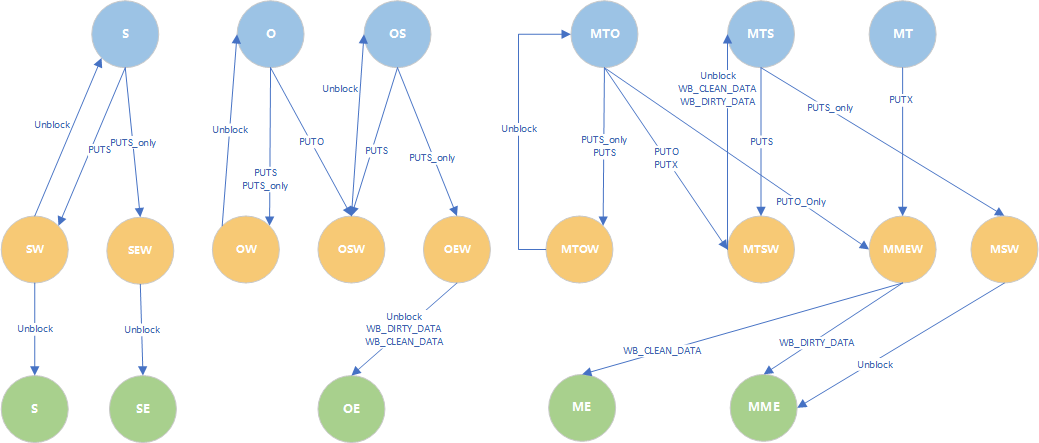 S
O
OS
MTO
MTS
MT
Unblock
WB_CLEAN_DATA
WB_DIRTY_DATA
Unblock
PUTX
PUTS_only
Unblock
Unblock
Unblock
PUTS
PUTS_only
PUTO
PUTS
PUTS_only
PUTS_only
PUTS
PUTO
PUTX
PUTS
PUTS
PUTS_only
PUTO_Only
SW
SEW
OW
OSW
OEW
MTOW
MTSW
MMEW
MSW
Unblock
Unblock
Unblock
WB_DIRTY_DATA
WB_CLEAN_DATA
WB_CLEAN_DATA
WB_DIRTY_DATA
Unblock
S
SE
OE
ME
MME